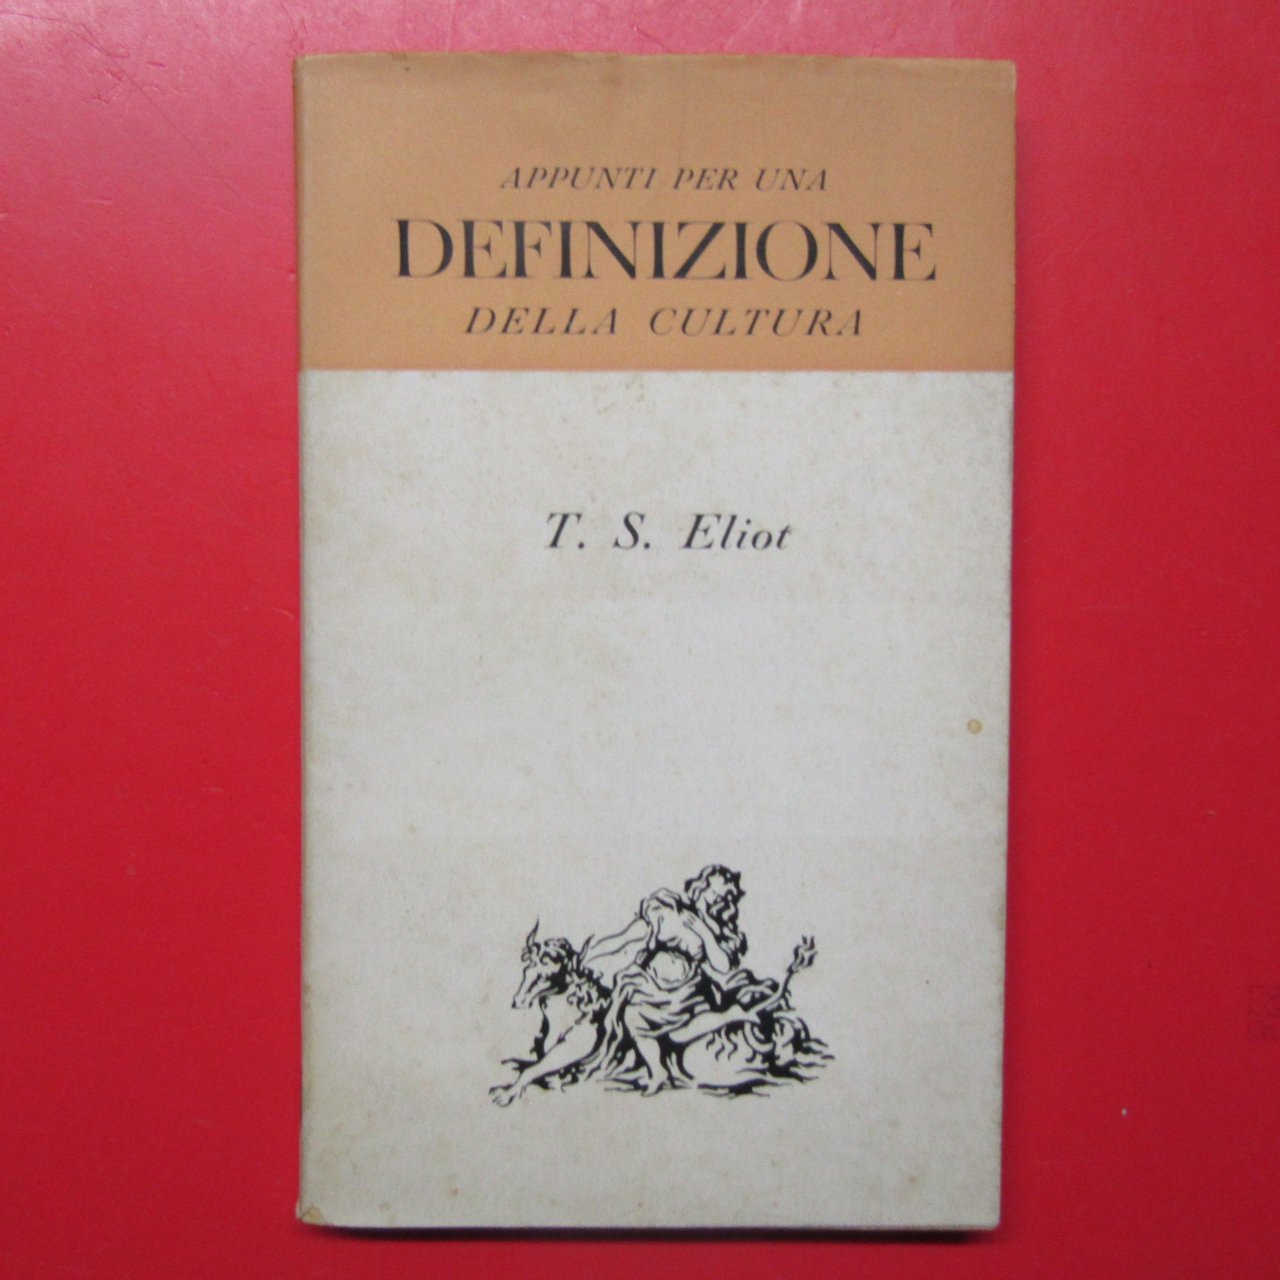 APPUNTI PER UNA
DEFINIZIONE
DELLA CULTURA
T. S. Eliot